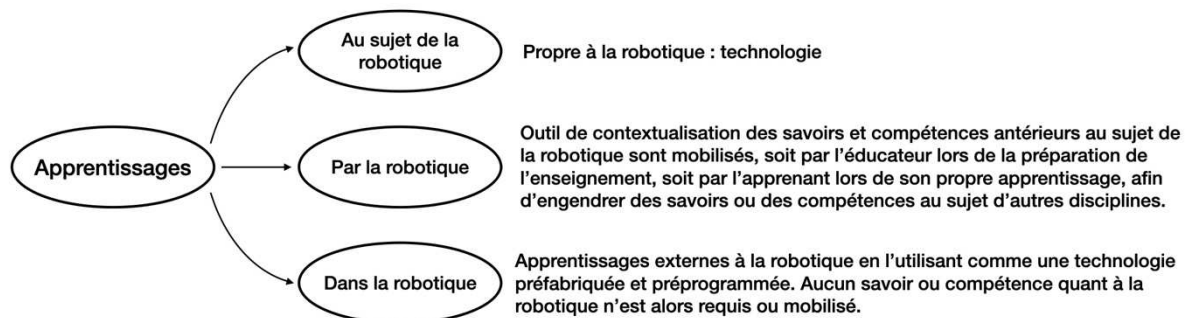 Apprentissages
Au sujet de la
robotique
Propre à la robotique : technologie
Par la robotique
Outil de contextualisation des savoirs et compétences antérieurs au sujet de
la robotique sont mobilisés, soit par l’éducateur lors de la préparation de
l’enseignement, soit par l’apprenant lors de son propre apprentissage, afin
d’engendrer des savoirs ou des compétences au sujet d’autres disciplines.
Dans la robotique
Apprentissages externes à la robotique en l’utilisant comme une technologie
préfabriquée et préprogrammée. Aucun savoir ou compétence quant à la
robotique n’est alors requis ou mobilisé.